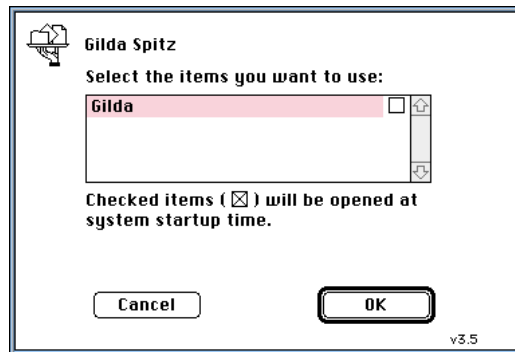 Gilda Spitz
Select the items you want to use:
Gilda
Checked items ( ☒ ) will be opened at
system startup time.
Cancel
OK
v3.5